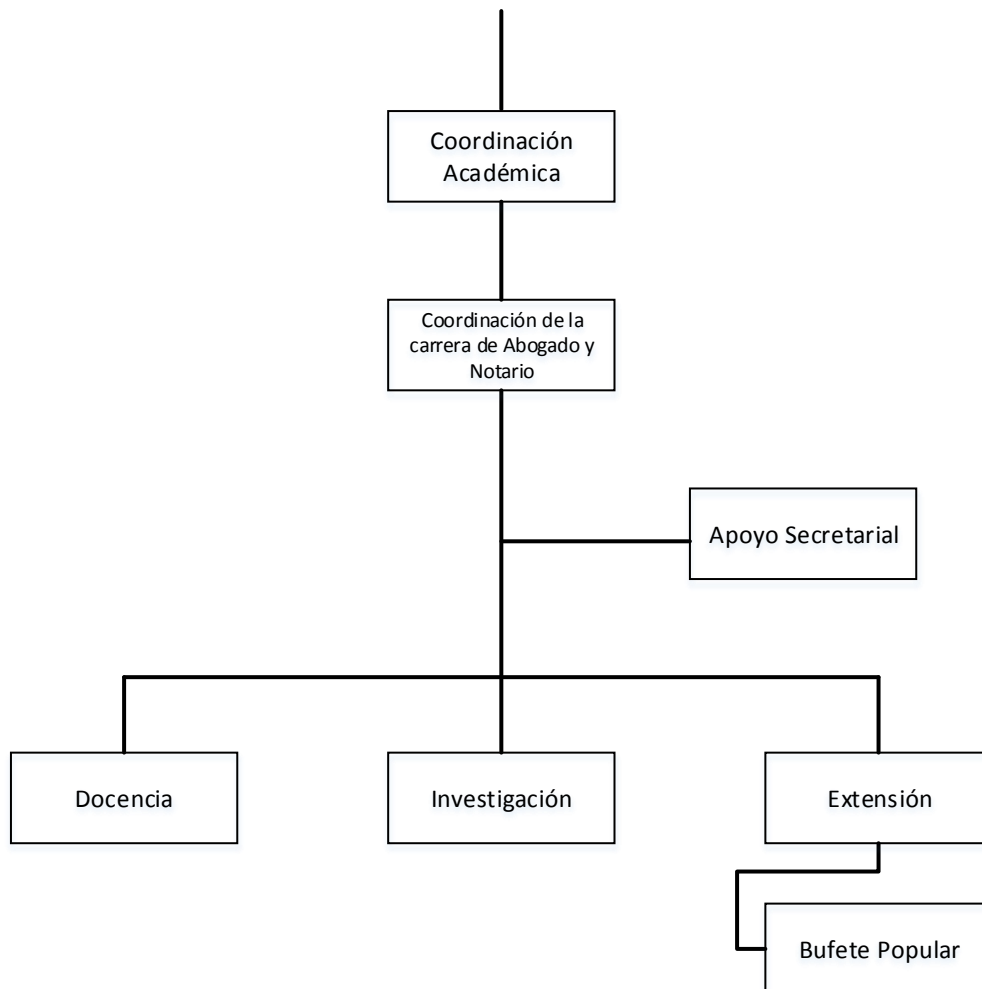 Coordinación
Académica
Coordinación de la
carrera de Abogado y
Notario
Apoyo Secretarial
Docencia
Investigación
Extensión
Bufete Popular